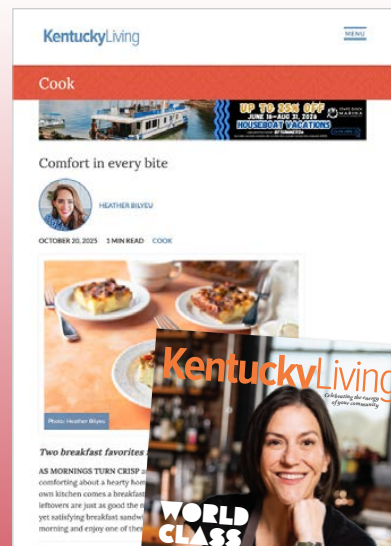 KentuckyLiving
MENU
Cook
UP TO 25% OFF
JUNE 16-AUG 31, 2026
HOUSEBOAT VACATIONS
MARINA
Comfort in every bite
HEATHER BILYEU
OCTOBER 20, 2025 1 MIN READ COOK
Photo: Heather Bilyeu
Two breakfast favorites
AS MORNINGS TURN CRISP
comforting about a hearty hom
own kitchen comes a breakfast
leftovers are just as good the
yet satisfying breakfast sandwi
morning and enjoy one of the
KentuckyLiving
Celebrating the energy
of your community
WORLD
CLASS